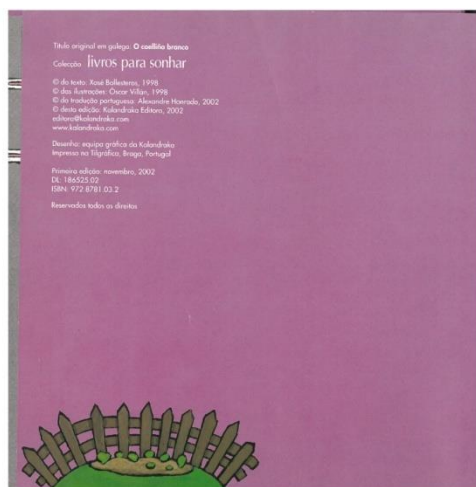 Título original em galego: O coelliño branco
Colecção livros para sonhar
© do texto: Xosé Ballesteros, 1998
© das ilustrações: Óscar Villán, 1998
© da tradução portuguesa: Alexandre Honrado, 2002
© desta edição: Kalandraka Editora, 2002
editora@kalandraka.com
www.kalandraka.com
Desenho: equipa gráfica da Kalandraka
Impresso na Tilgráfica, Braga, Portugal
Primeira edição: novembro, 2002
DL: 186525.02
ISBN: 972.8781.03.2
Reservados todos os direitos